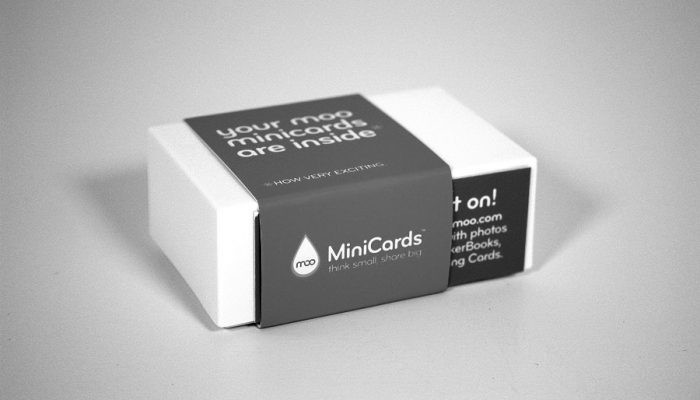 your moo
minicards
are inside*
* HOW VERY EXCITING.
moo
MiniCards™
think small, share big
t on!
moo.com
ith photos
kerBooks,
ng Cards.